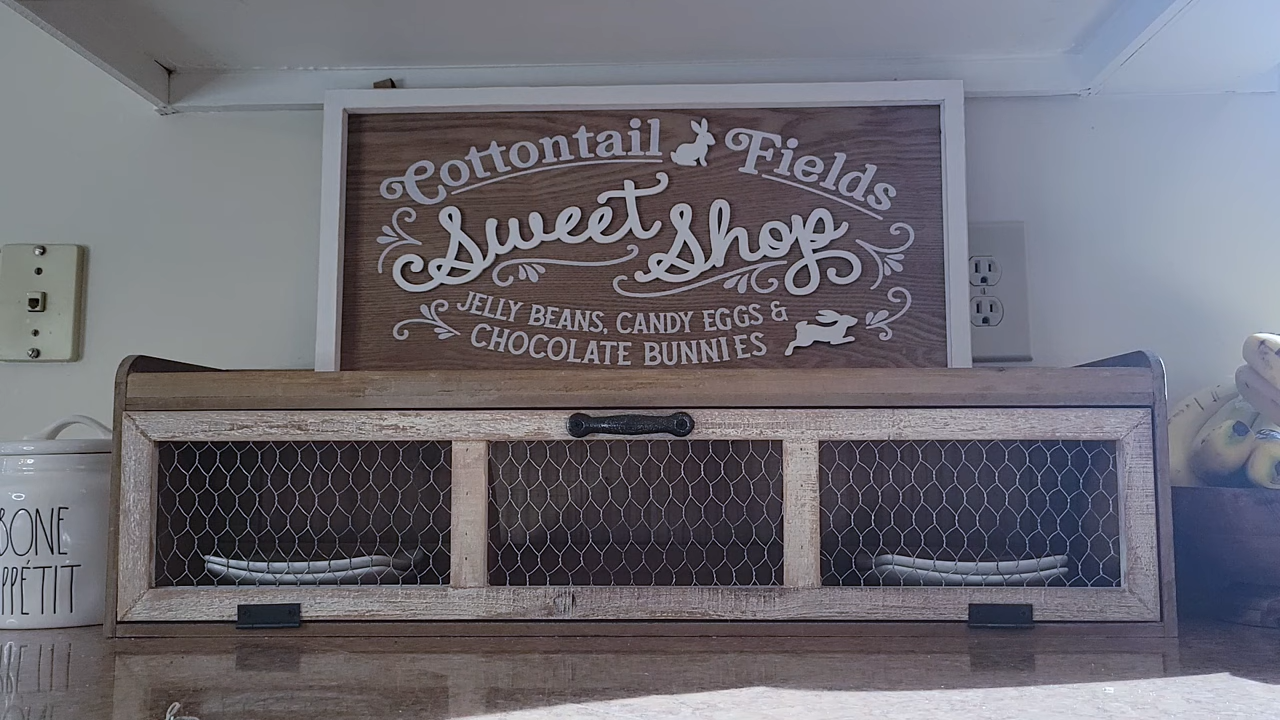 Cottontail Fields
Sweet Shop
JELLY BEANS, CANDY EGGS &
CHOCOLATE BUNNIES
BONE
PPÉTIT